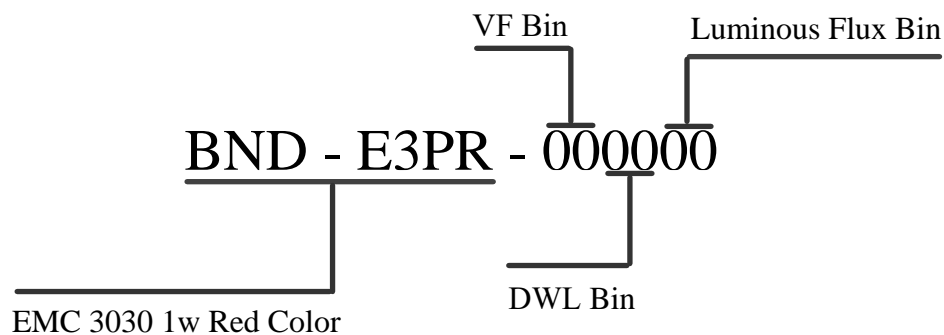 VF Bin
Luminous Flux Bin
BND - E3PR - 000000
DWL Bin
EMC 3030 1w Red Color